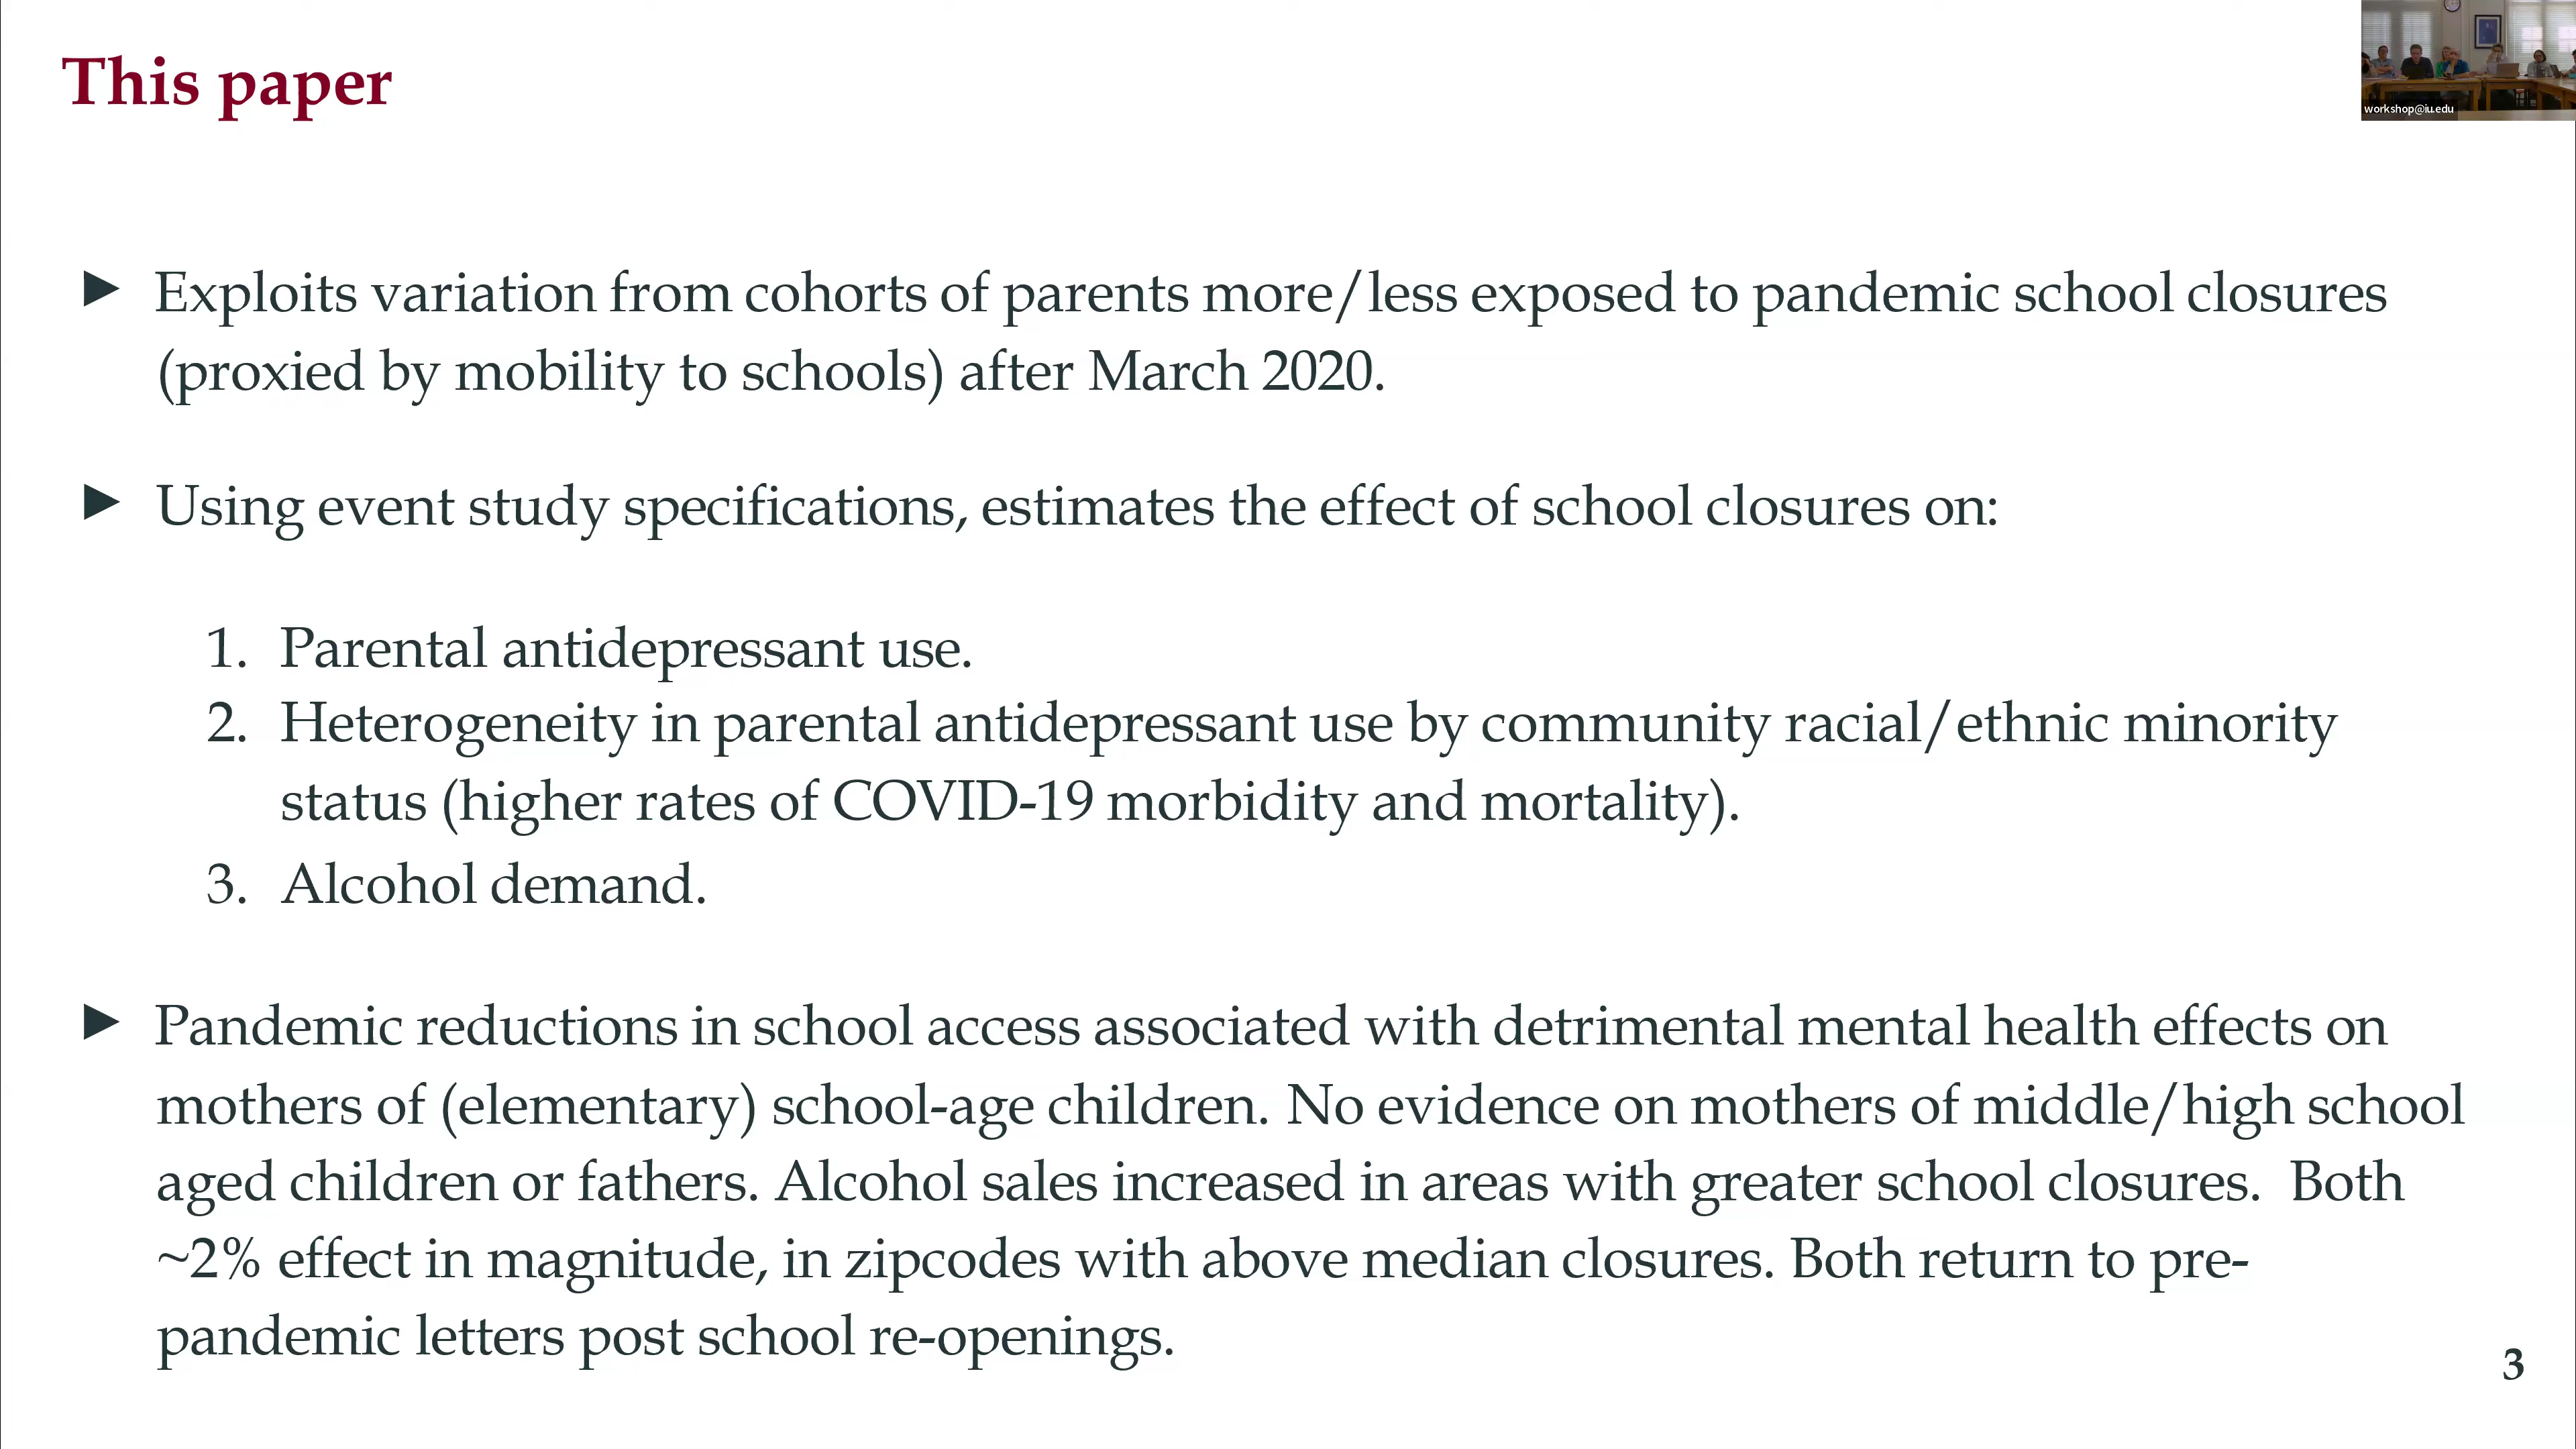 This paper
workshop@iu.edu
► Exploits variation from cohorts of parents more/less exposed to pandemic school closures
(proxied by mobility to schools) after March 2020.
► Using event study specifications, estimates the effect of school closures on:
1. Parental antidepressant use.
2. Heterogeneity in parental antidepressant use by community racial/ethnic minority
status (higher rates of COVID-19 morbidity and mortality).
3. Alcohol demand.
► Pandemic reductions in school access associated with detrimental mental health effects on
mothers of (elementary) school-age children. No evidence on mothers of middle/high school
aged children or fathers. Alcohol sales increased in areas with greater school closures. Both
~2% effect in magnitude, in zipcodes with above median closures. Both return to pre-
pandemic letters post school re-openings.
3